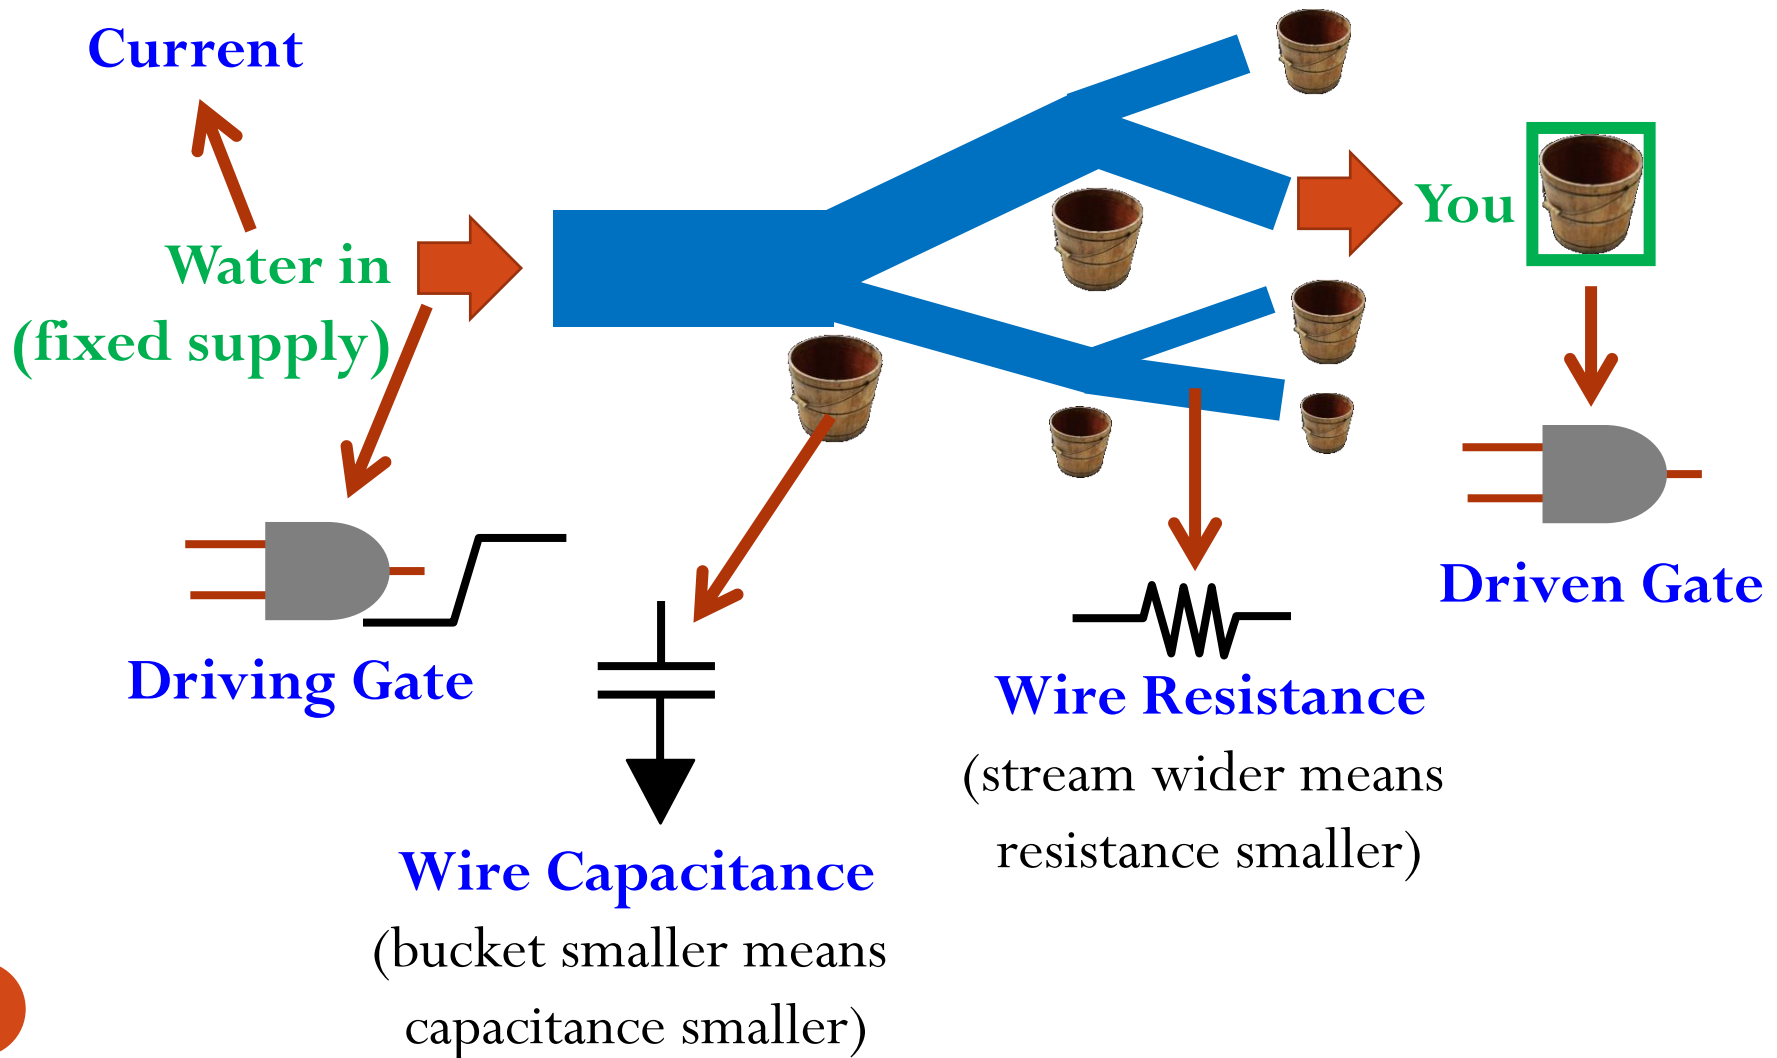 Current
Water in
(fixed supply)
You
Driving Gate
Wire Capacitance
(bucket smaller means
capacitance smaller)
Wire Resistance
(stream wider means
resistance smaller)
Driven Gate